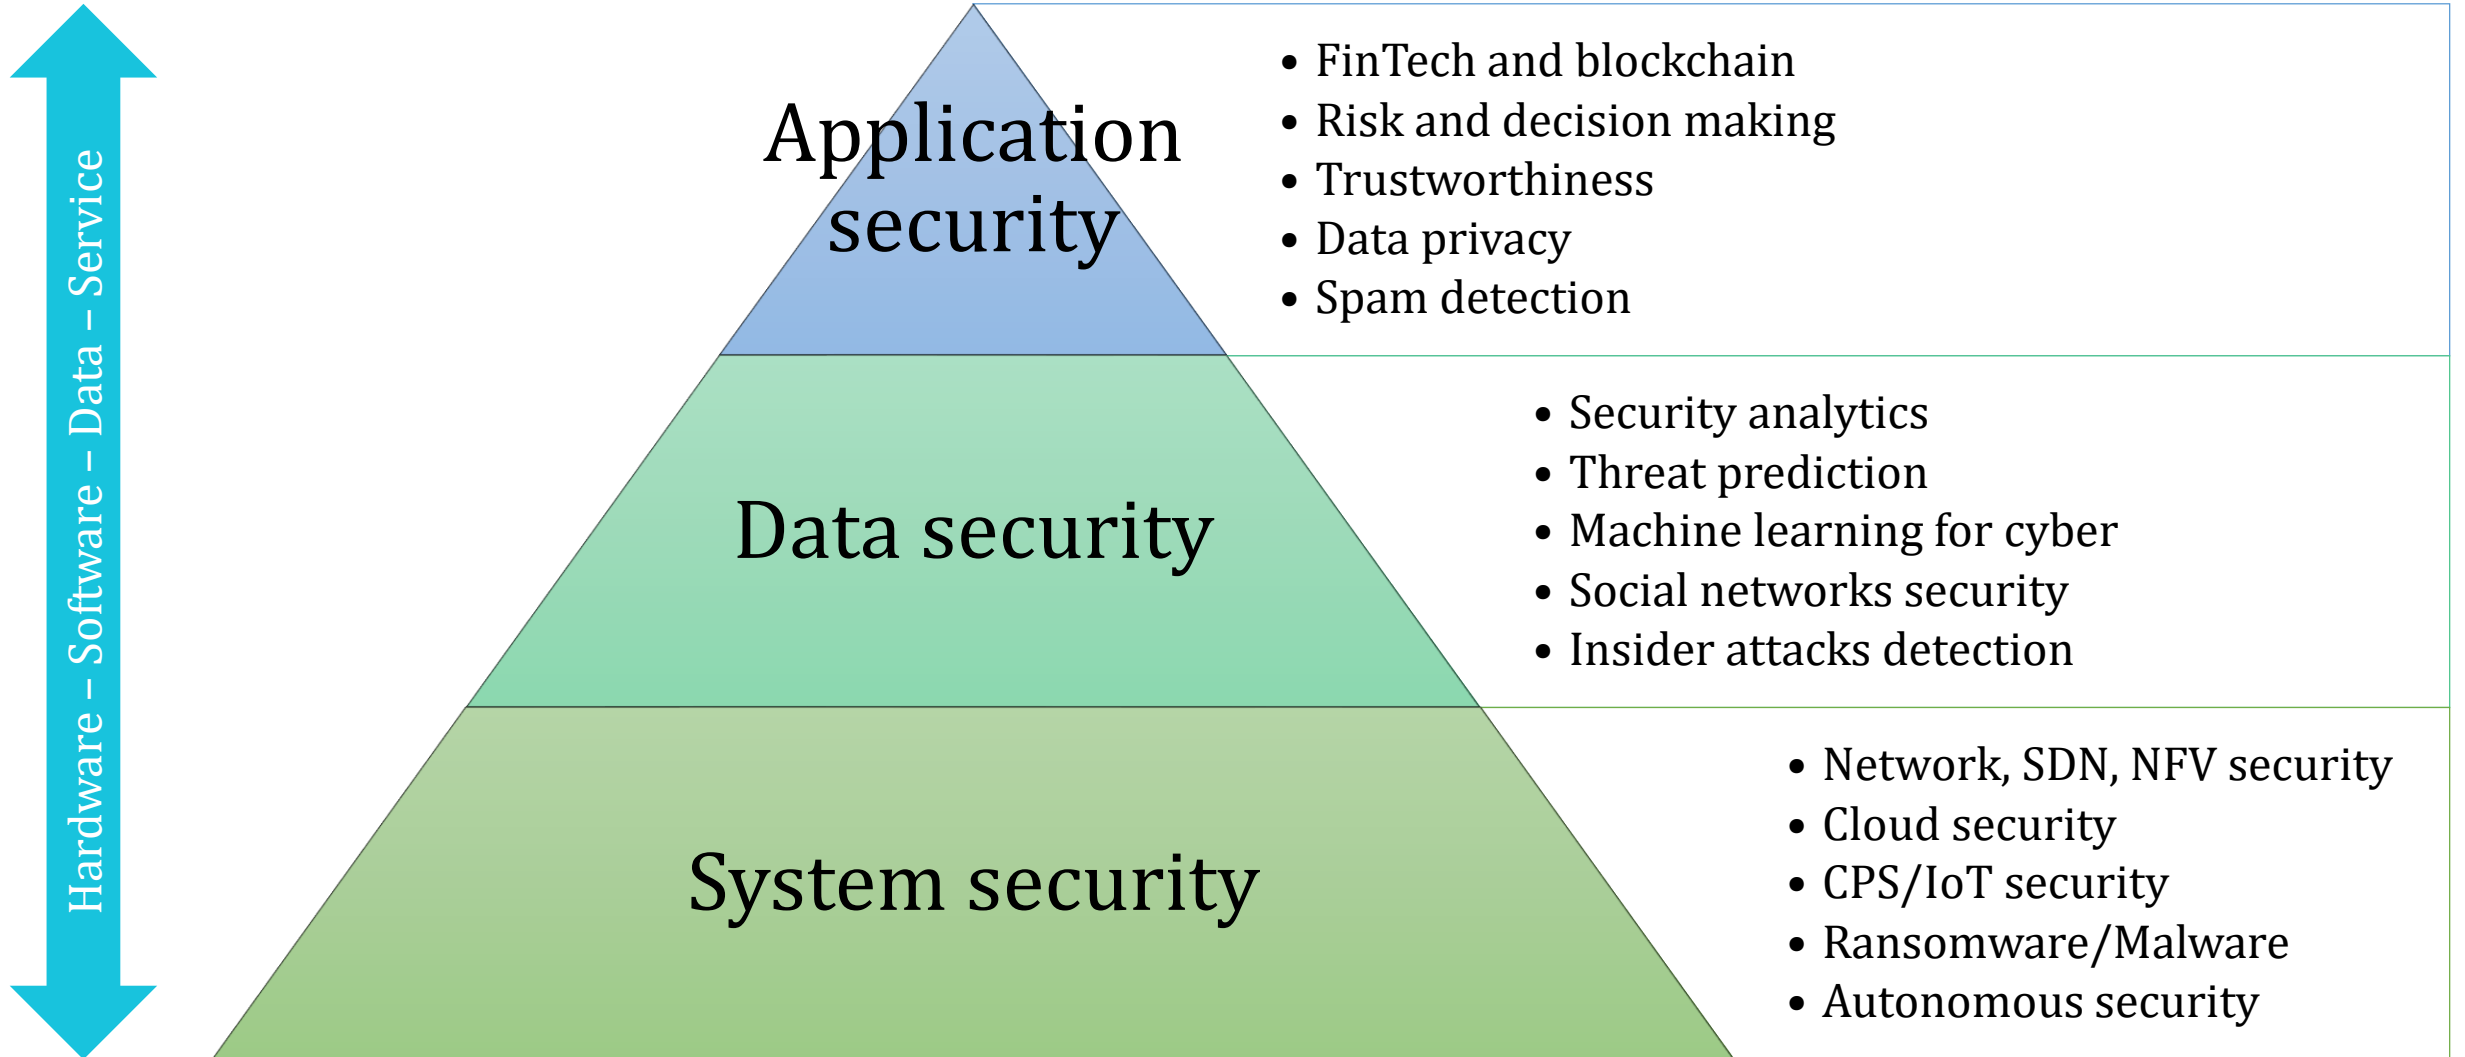 Hardware – Software – Data – Service
Application
security
• FinTech and blockchain
• Risk and decision making
• Trustworthiness
• Data privacy
• Spam detection
Data security
• Security analytics
• Threat prediction
• Machine learning for cyber
• Social networks security
• Insider attacks detection
System security
• Network, SDN, NFV security
• Cloud security
• CPS/IoT security
• Ransomware/Malware
• Autonomous security